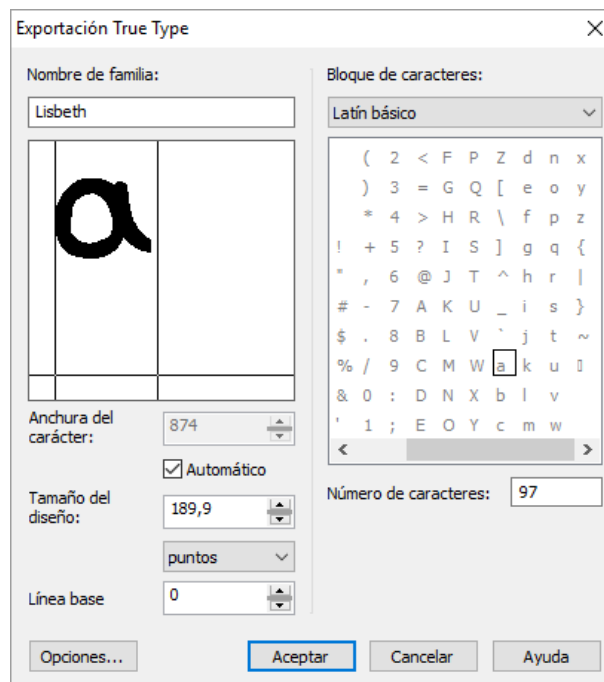 Exportación True Type
Nombre de familia:
Lisbeth
a
Anchura del carácter:
874
Automático
Tamaño del diseño:
189,9
puntos
Línea base
0
Bloque de caracteres:
Latín básico
( 2 < F P Z d n x
) 3 = G Q [ e o y
* 4 > H R \ f p z
! + 5 ? I S ] g q {
" , 6 @ J T ^ h r |
# - 7 A K U _ i s }
$ . 8 B L V ` j t ~
% / 9 C M W a k u
& 0 : D N X b l v
' 1 ; E O Y c m w
Número de caracteres:
97
Opciones...
Aceptar
Cancelar
Ayuda